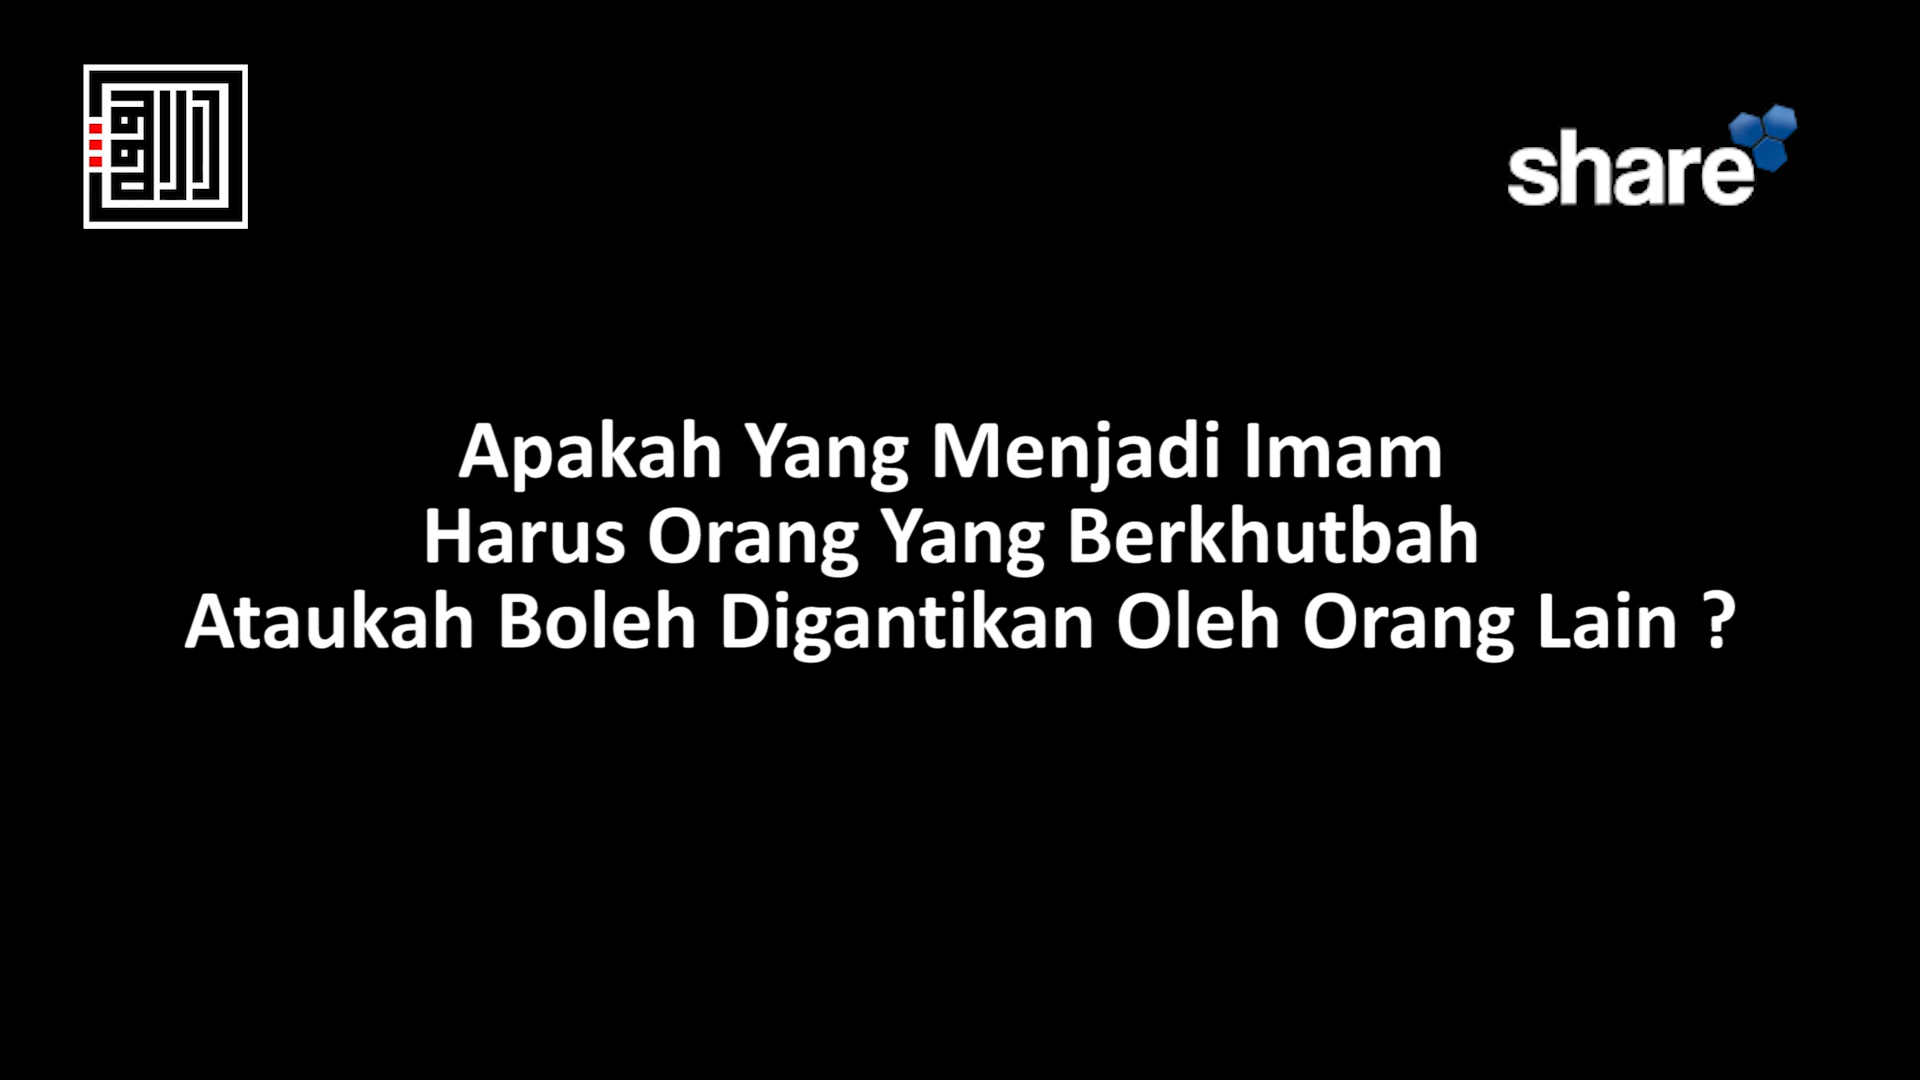 share
Apakah Yang Menjadi Imam
Harus Orang Yang Berkhutbah
Ataukah Boleh Digantikan Oleh Orang Lain ?